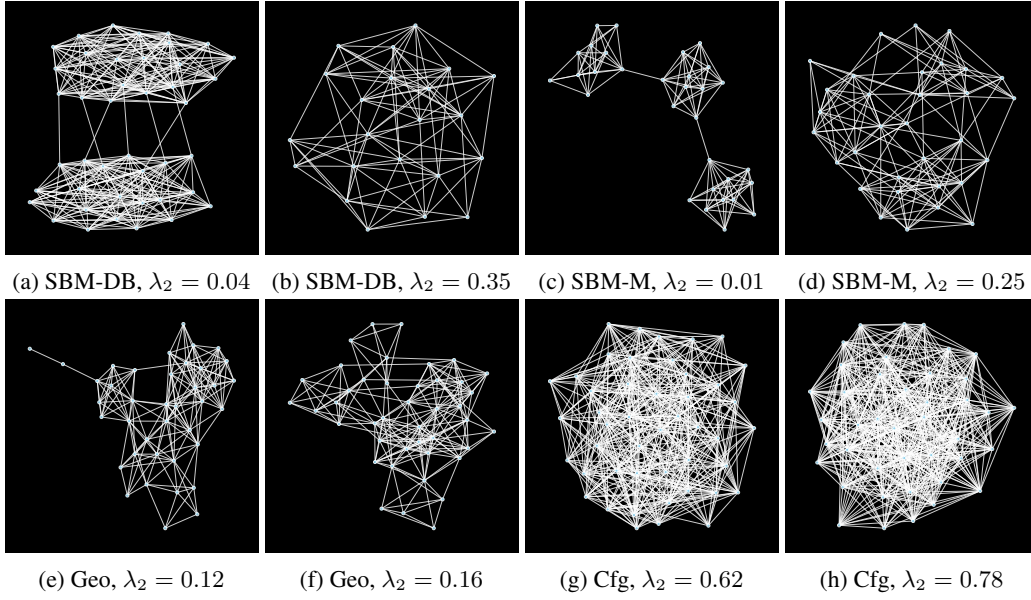 (a) SBM-DB, λ₂ = 0.04 (b) SBM-DB, λ₂ = 0.35 (c) SBM-M, λ₂ = 0.01 (d) SBM-M, λ₂ = 0.25
(e) Geo, λ₂ = 0.12 (f) Geo, λ₂ = 0.16 (g) Cfg, λ₂ = 0.62 (h) Cfg, λ₂ = 0.78